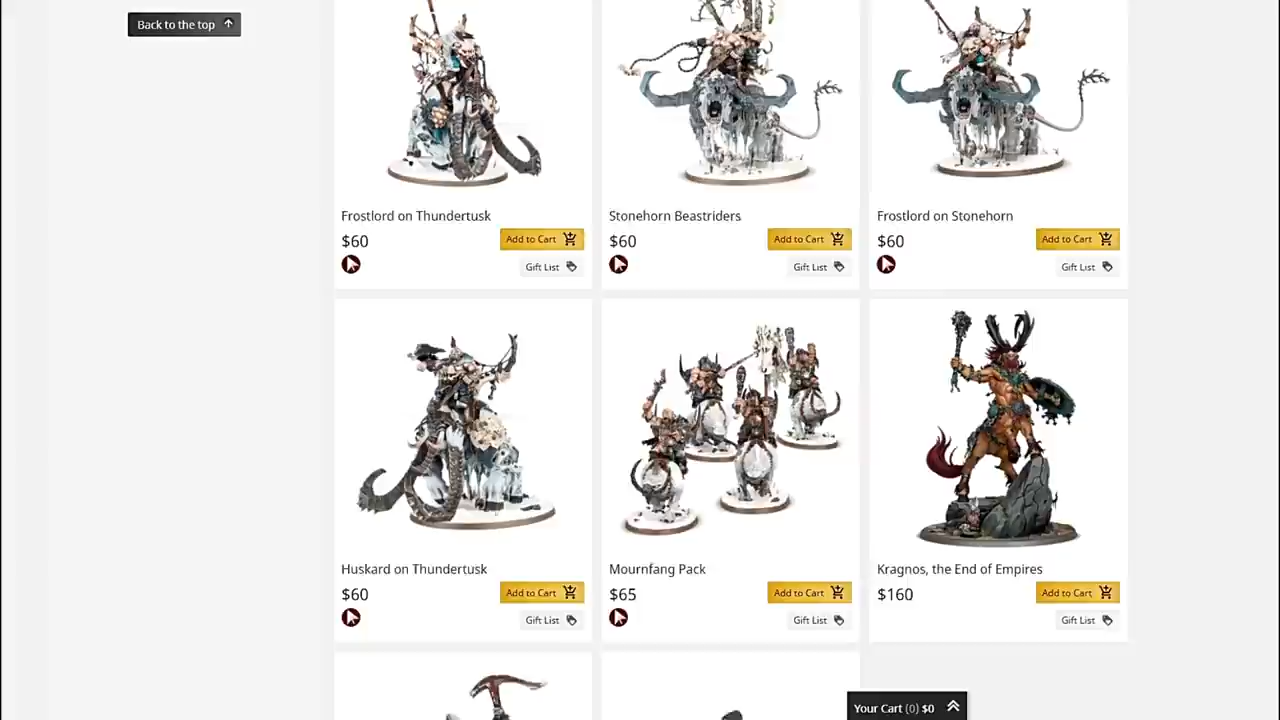 Back to the top
Frostlord on Thundertusk
$60
Add to Cart
Gift List
Stonehorn Beastriders
$60
Add to Cart
Gift List
Frostlord on Stonehorn
$60
Add to Cart
Gift List
Huskard on Thundertusk
$60
Add to Cart
Gift List
Mournfang Pack
$65
Add to Cart
Gift List
Kragnos, the End of Empires
$160
Add to Cart
Gift List
Your Cart (0) $0